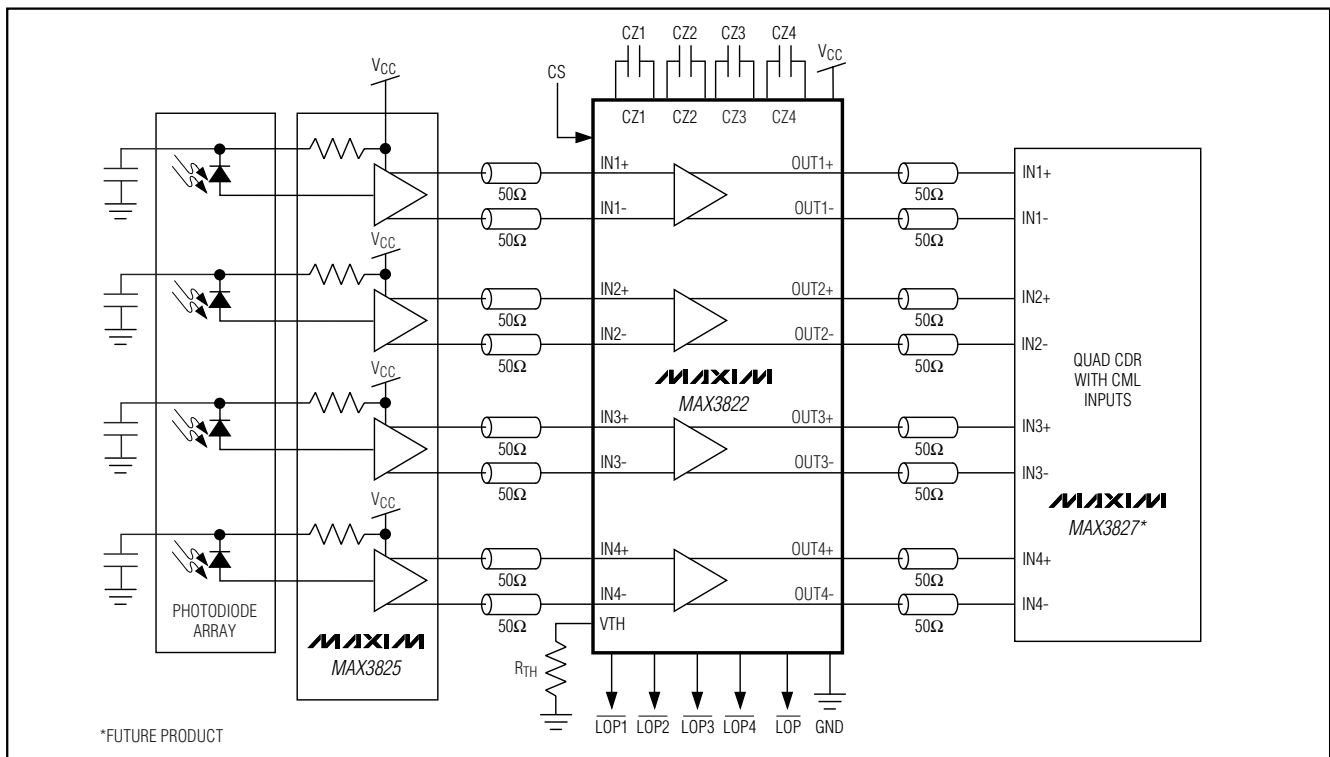 CZ1 CZ2 CZ3 CZ4
VCC
VCC
CS
CZ1 CZ2 CZ3 CZ4
IN1+ OUT1+ IN1+
50Ω 50Ω
IN1- OUT1- IN1-
50Ω 50Ω
VCC
IN2+ OUT2+ IN2+
50Ω 50Ω
IN2- OUT2- IN2-
50Ω 50Ω
QUAD CDR
WITH CML
INPUTS
MAXIM
MAX3822
VCC
IN3+ OUT3+ IN3+
50Ω 50Ω
IN3- OUT3- IN3-
50Ω 50Ω
MAXIM
MAX3827*
VCC
IN4+ OUT4+ IN4+
50Ω 50Ω
IN4- OUT4- IN4-
50Ω 50Ω
PHOTODIODE
ARRAY
MAXIM
MAX3825
VTH
RTH
LOP1 LOP2 LOP3 LOP4 LOP GND
*FUTURE PRODUCT